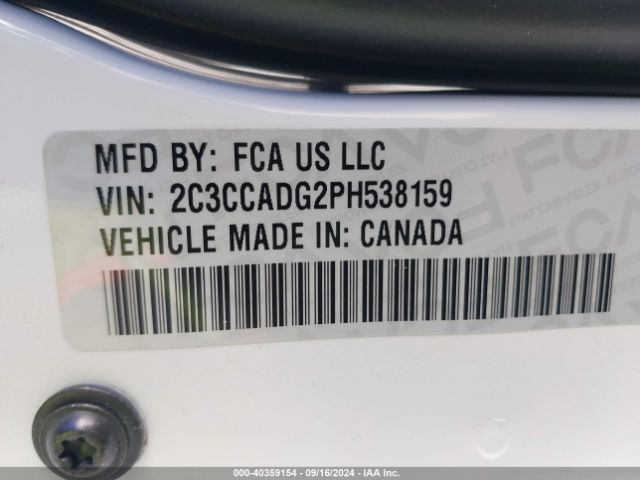 MFD BY: FCA US LLC
VIN: 2C3CCADG2PH538159
VEHICLE MADE IN: CANADA
000-40359154 - 09/16/2024 - IAA Inc.